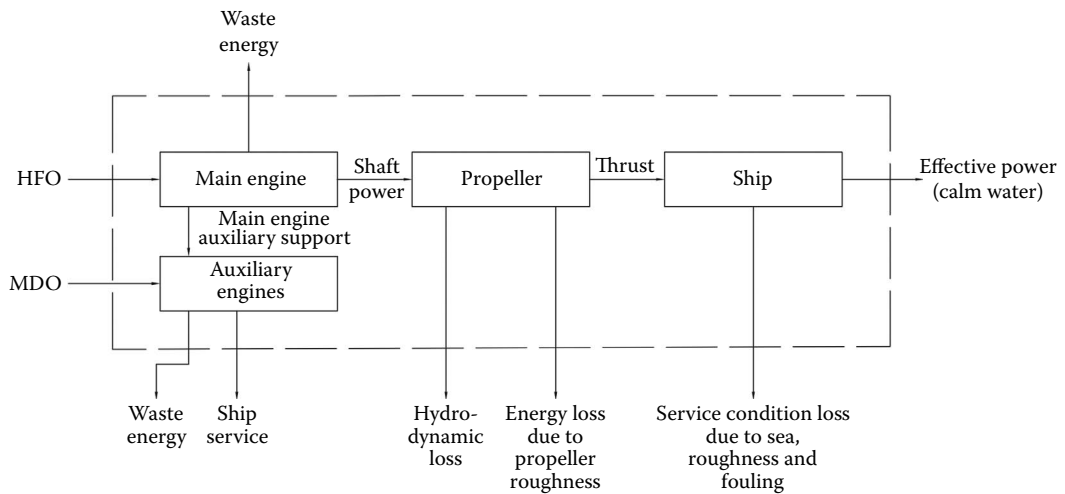 Waste
energy
HFO
Main engine
Shaft
power
Propeller
Thrust
Ship
Effective power
(calm water)
Main engine
auxiliary support
MDO
Auxiliary
engines
Waste
energy
Ship
service
Hydro-
dynamic
loss
Energy loss
due to
propeller
roughness
Service condition loss
due to sea,
roughness and
fouling